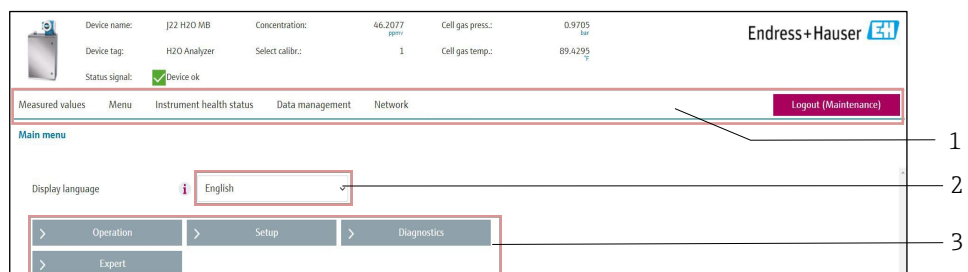 Device name: J22 H2O MB Concentration: 46.2077 ppmv Cell gas press.: 0.9705 bar
Endress+Hauser EH
Device tag: H2O Analyzer Select calibr.: 1 Cell gas temp.: 89.4295 °F
Status signal: Device ok
Measured values Menu Instrument health status Data management Network Logout (Maintenance)
1
Main menu
Display language i English 2
> Operation > Setup > Diagnostics 3
> Expert